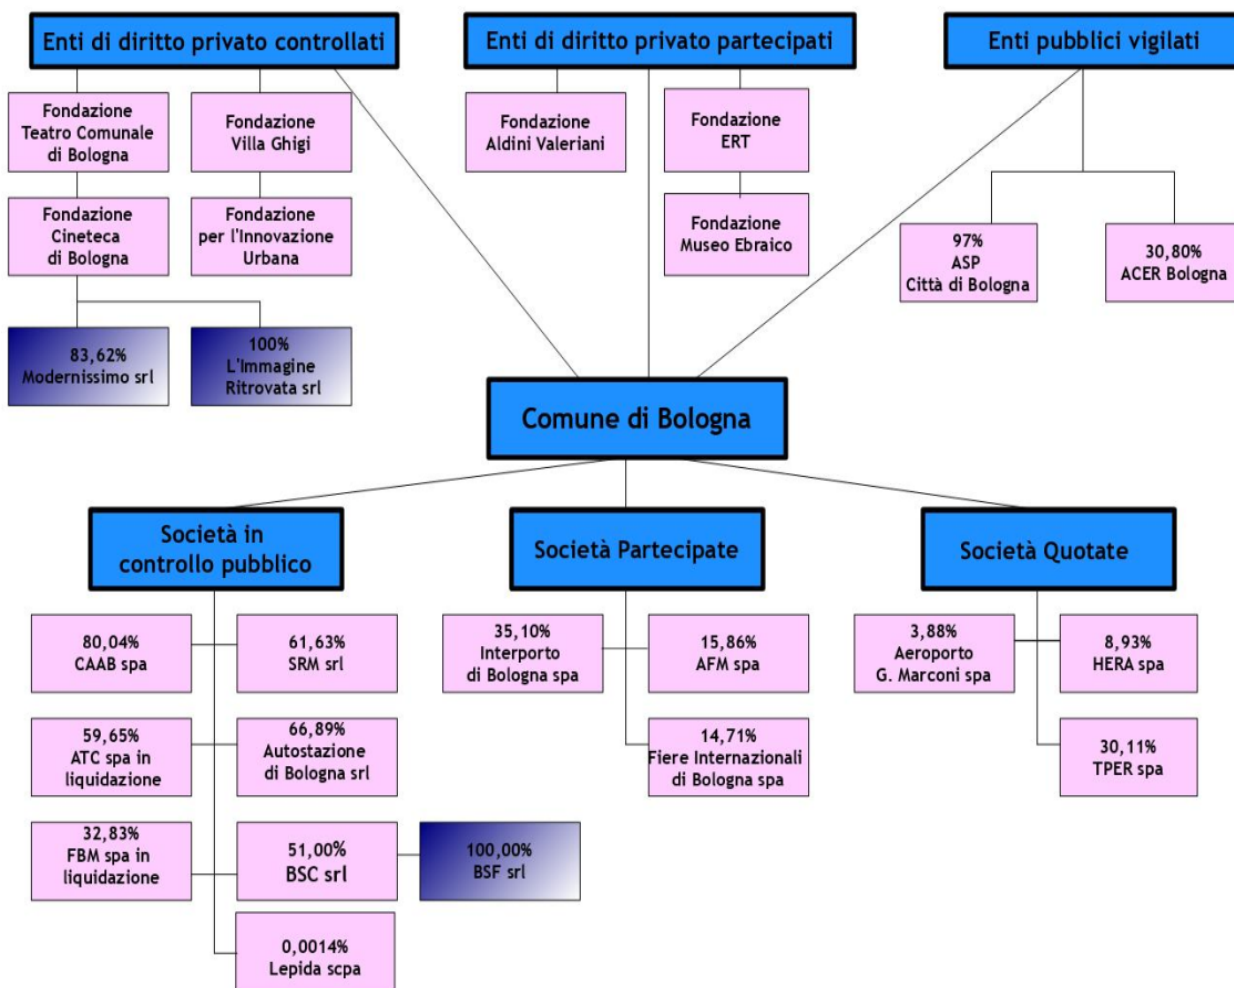 Enti di diritto privato controllati
Enti di diritto privato partecipati
Enti pubblici vigilati
Fondazione
Teatro Comunale
di Bologna
Fondazione
Villa Ghigi
Fondazione
Aldini Valeriani
Fondazione
ERT
Fondazione
Cineteca
di Bologna
Fondazione
per l'Innovazione
Urbana
Fondazione
Museo Ebraico
97%
ASP
Città di Bologna
30,80%
ACER Bologna
83,62%
Modernissimo srl
100%
L'Immagine
Ritrovata srl
Comune di Bologna
Società in
controllo pubblico
Società Partecipate
Società Quotate
80,04%
CAAB spa
61,63%
SRM srl
35,10%
Interporto
di Bologna spa
15,86%
AFM spa
3,88%
Aeroporto
G. Marconi spa
8,93%
HERA spa
59,65%
ATC spa in
liquidazione
66,89%
Autostazione
di Bologna srl
14,71%
Fiere Internazionali
di Bologna spa
30,11%
TPER spa
32,83%
FBM spa in
liquidazione
51,00%
BSC srl
100,00%
BSF srl
0,0014%
Lepida scpa